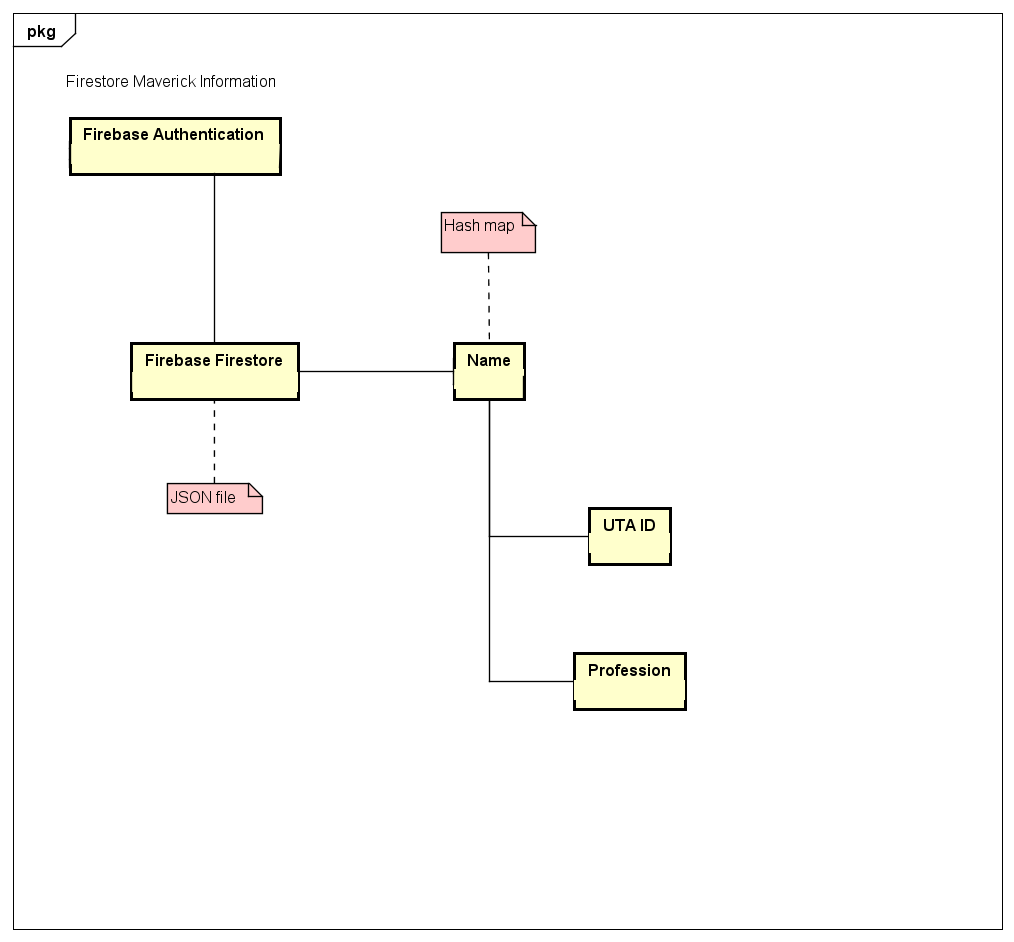 pkg
Firestore Maverick Information
Firebase Authentication
Hash map
Firebase Firestore
Name
JSON file
UTA ID
Profession